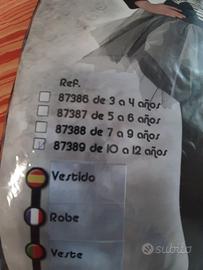 Ref.
87386 de 3 a 4 años
87387 de 5 a 6 años
87388 de 7 a 9 años
87389 de 10 a 12 años
Vestido
Robe
Veste
subito